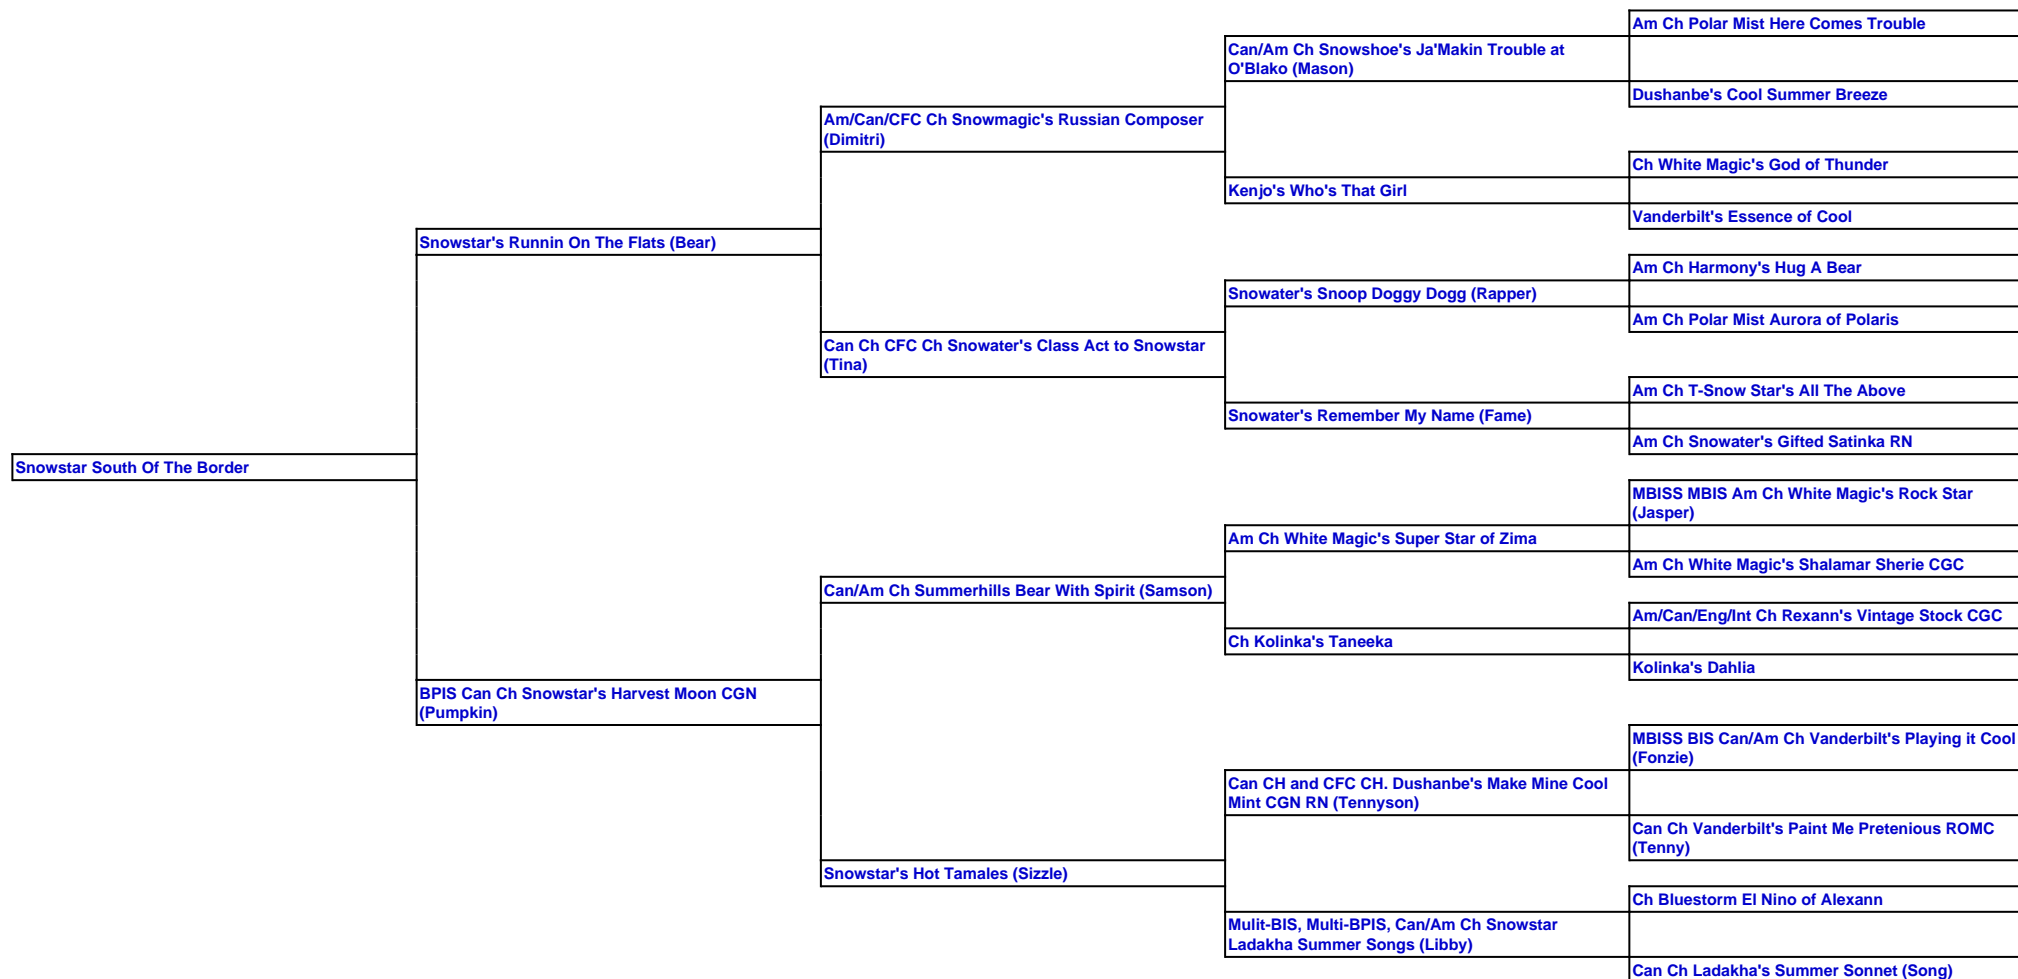 Am Ch Polar Mist Here Comes Trouble
Can/Am Ch Snowshoe's Ja'Makin Trouble at
O'Blako (Mason)
Dushanbe's Cool Summer Breeze
Am/Can/CFC Ch Snowmagic's Russian Composer
(Dimitri)
Ch White Magic's God of Thunder
Kenjo's Who's That Girl
Vanderbilt's Essence of Cool
Snowstar's Runnin On The Flats (Bear)
Am Ch Harmony's Hug A Bear
Snowater's Snoop Doggy Dogg (Rapper)
Am Ch Polar Mist Aurora of Polaris
Can Ch CFC Ch Snowater's Class Act to Snowstar
(Tina)
Am Ch T-Snow Star's All The Above
Snowater's Remember My Name (Fame)
Am Ch Snowater's Gifted Satinka RN
Snowstar South Of The Border
MBISS MBIS Am Ch White Magic's Rock Star
(Jasper)
Am Ch White Magic's Super Star of Zima
Am Ch White Magic's Shalamar Sherie CGC
Can/Am Ch Summerhills Bear With Spirit (Samson)
Am/Can/Eng/Int Ch Rexann's Vintage Stock CGC
Ch Kolinka's Taneeka
Kolinka's Dahlia
BPIS Can Ch Snowstar's Harvest Moon CGN
(Pumpkin)
MBISS BIS Can/Am Ch Vanderbilt's Playing it Cool
(Fonzie)
Can CH and CFC CH. Dushanbe's Make Mine Cool
Mint CGN RN (Tennyson)
Can Ch Vanderbilt's Paint Me Pretenious ROMC
(Tenny)
Snowstar's Hot Tamales (Sizzle)
Ch Bluestorm El Nino of Alexann
Mulit-BIS, Multi-BPIS, Can/Am Ch Snowstar
Ladakha Summer Songs (Libby)
Can Ch Ladakha's Summer Sonnet (Song)